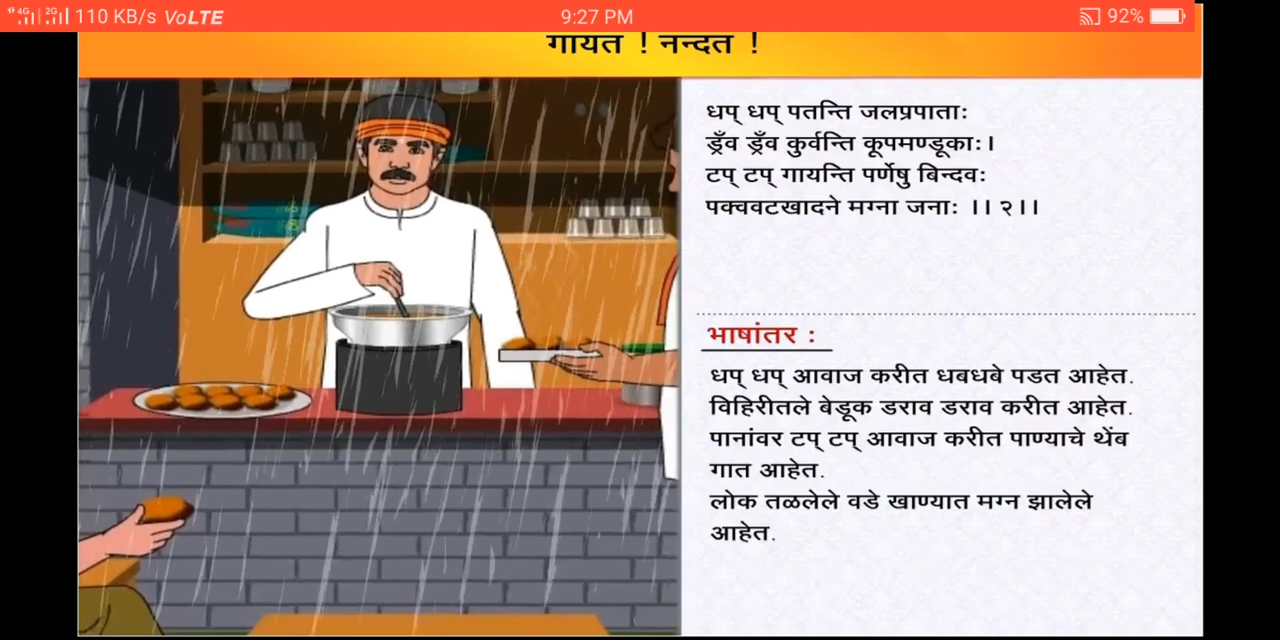 4G 2G 110 KB/s VoLTE 9:27 PM 92%
गायत ! नन्दत !
धप् धप् पतन्ति जलप्रपाताः
ड्रँव ड्रँव कुर्वन्ति कूपमण्डूकाः।
टप् टप् गायन्ति पर्णेषु बिन्दवः
पक्ववटखादने मग्ना जनाः ।। २।।
भाषांतर :
धप् धप् आवाज करीत धबधबे पडत आहेत.
विहिरीतले बेडूक डराव डराव करीत आहेत.
पानांवर टप् टप् आवाज करीत पाण्याचे थेंब
गात आहेत.
लोक तळलेले वडे खाण्यात मग्न झालेले
आहेत.